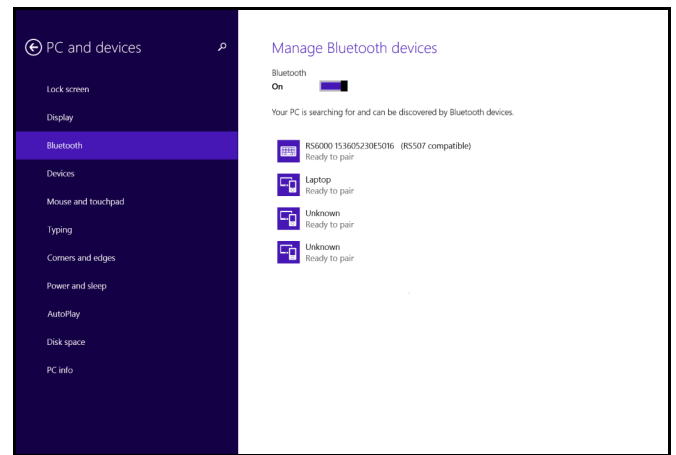 PC and devices
Lock screen
Display
Bluetooth
Devices
Mouse and touchpad
Typing
Corners and edges
Power and sleep
AutoPlay
Disk space
PC info
Manage Bluetooth devices
Bluetooth
On
Your PC is searching for and can be discovered by Bluetooth devices.
RS6000 153605230E5016 (RS507 compatible)
Ready to pair
Laptop
Ready to pair
Unknown
Ready to pair
Unknown
Ready to pair